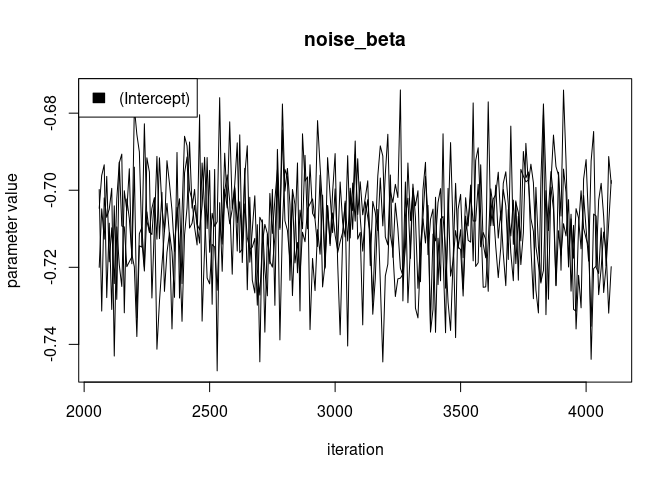 noise_beta
(Intercept)
parameter value
-0.68
-0.70
-0.72
-0.74
2000
2500
3000
3500
4000
iteration